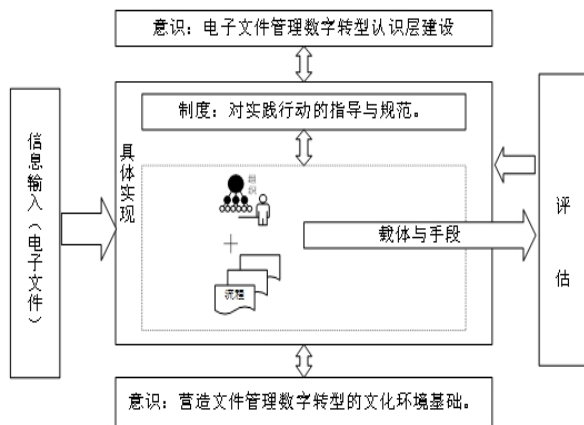 意识：电子文件管理数字转型认识层建设
制度：对实践行动的指导与规范。
信息输入（电子文件）
具体实现
组织
流程
载体与手段
评估
意识：营造文件管理数字转型的文化环境基础。